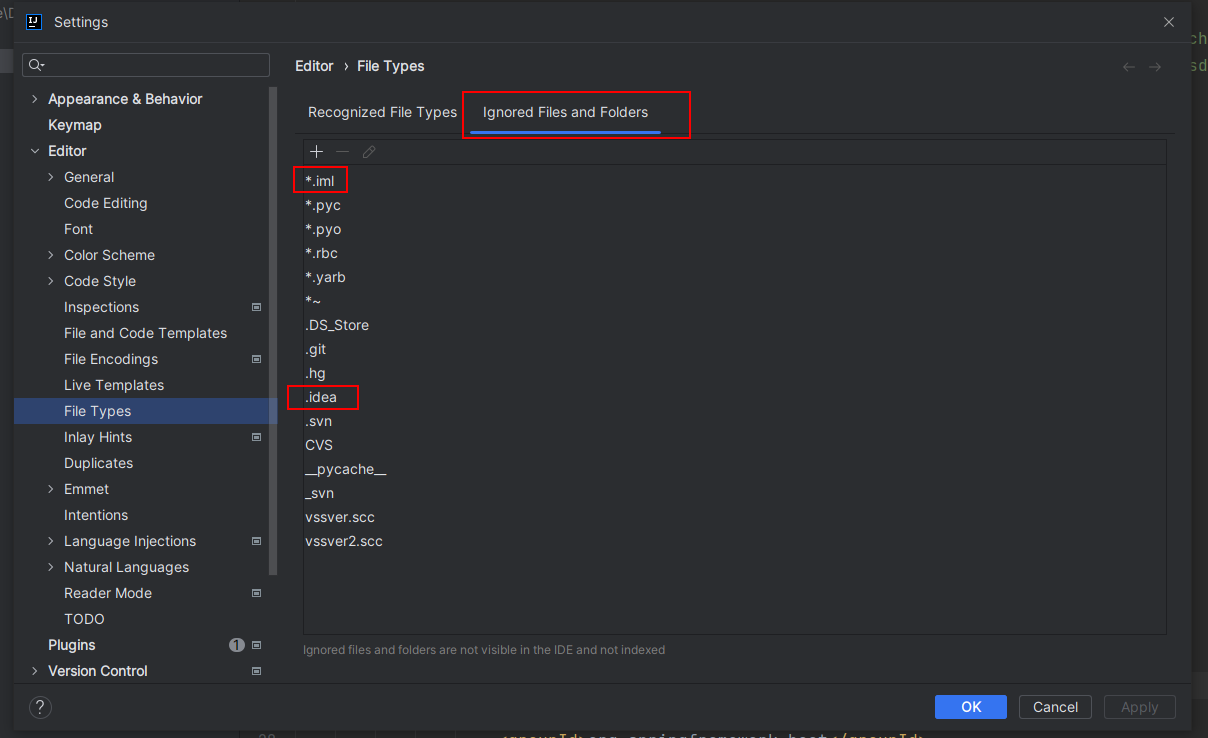 Settings
Editor › File Types
Appearance & Behavior
Keymap
Editor
General
Code Editing
Font
Color Scheme
Code Style
Inspections
File and Code Templates
File Encodings
Live Templates
File Types
Inlay Hints
Duplicates
Emmet
Intentions
Language Injections
Natural Languages
Reader Mode
TODO
Plugins 1
Version Control
Recognized File Types Ignored Files and Folders
*.iml
*.pyc
*.pyo
*.rbc
*.yarb
*~
.DS_Store
.git
.hg
.idea
.svn
CVS
__pycache__
_svn
vssver.scc
vssver2.scc
Ignored files and folders are not visible in the IDE and not indexed
? OK Cancel Apply